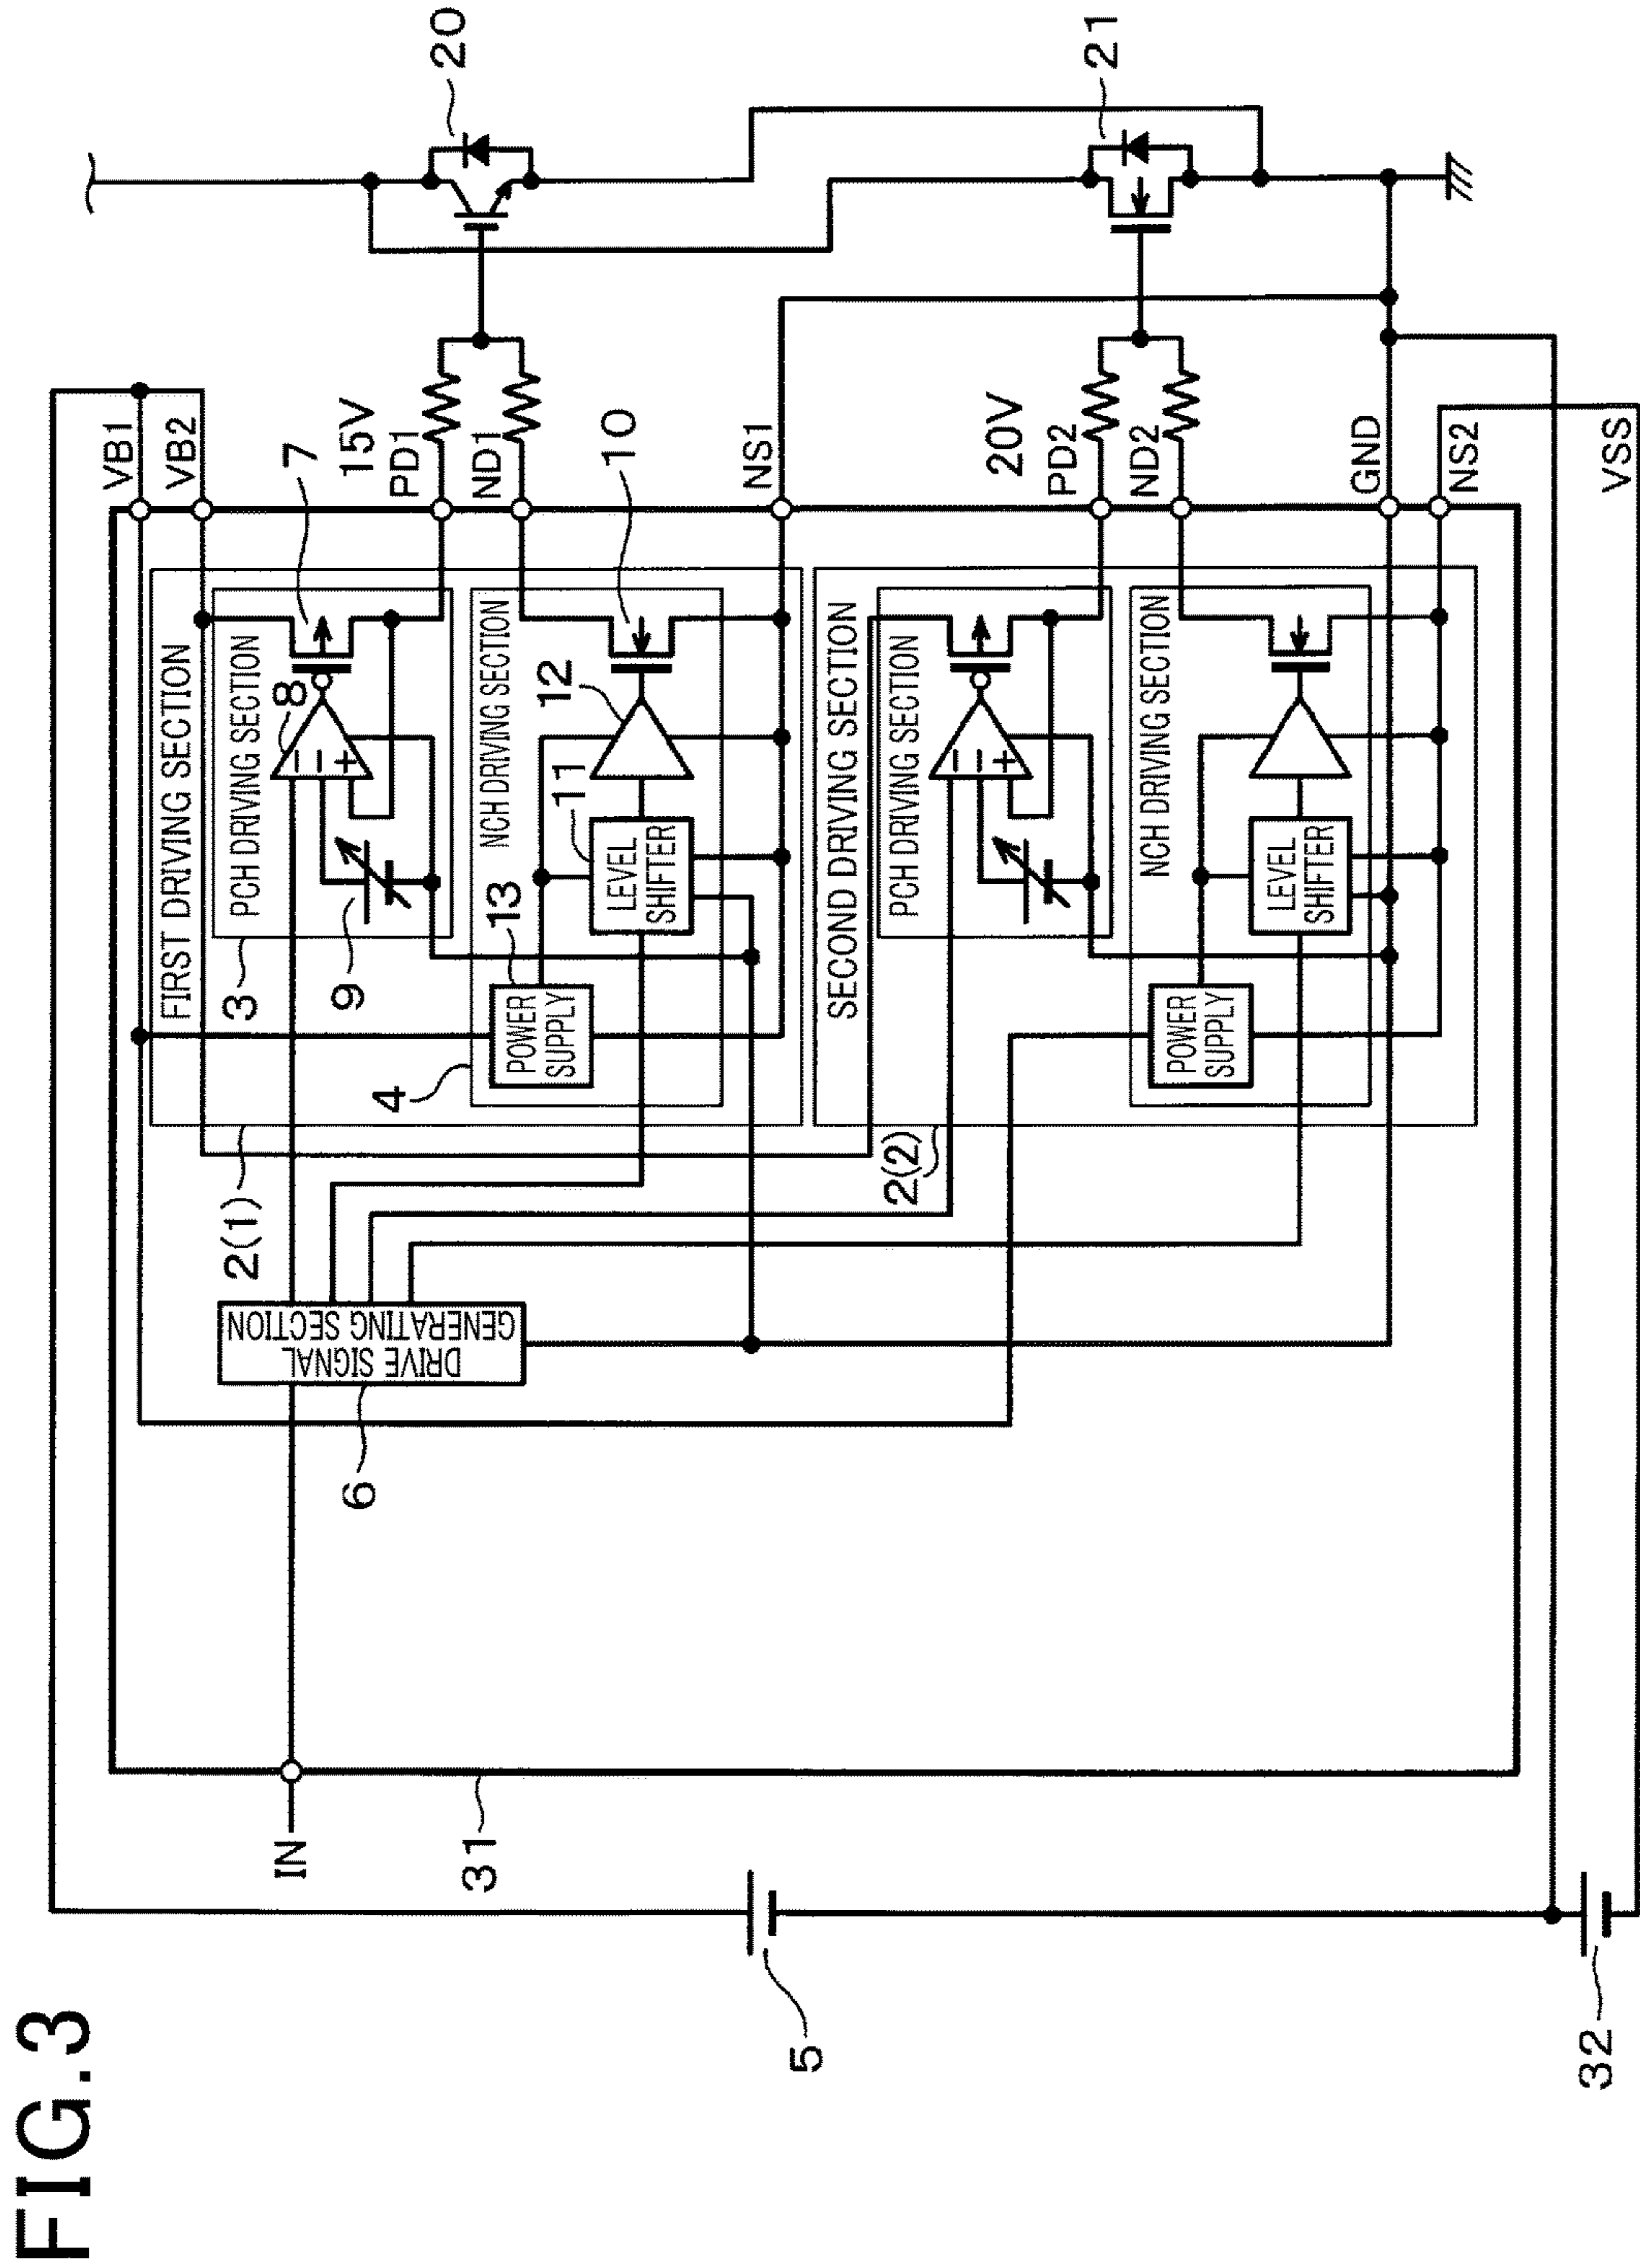 FIG.3
VB1
VB2
15V
PD1
ND1
NS1
20V
PD2
ND2
GND
NS2
VSS
IN
FIRST DRIVING SECTION
PCH DRIVING SECTION
NCH DRIVING SECTION
LEVEL
SHIFTER
POWER
SUPPLY
SECOND DRIVING SECTION
PCH DRIVING SECTION
NCH DRIVING SECTION
LEVEL
SHIFTER
POWER
SUPPLY
DRIVE SIGNAL
GENERATING SECTION
2(1)
2(2)
3
4
5
6
7
8
9
10
11
12
13
20
21
31
32
− − +
− − +